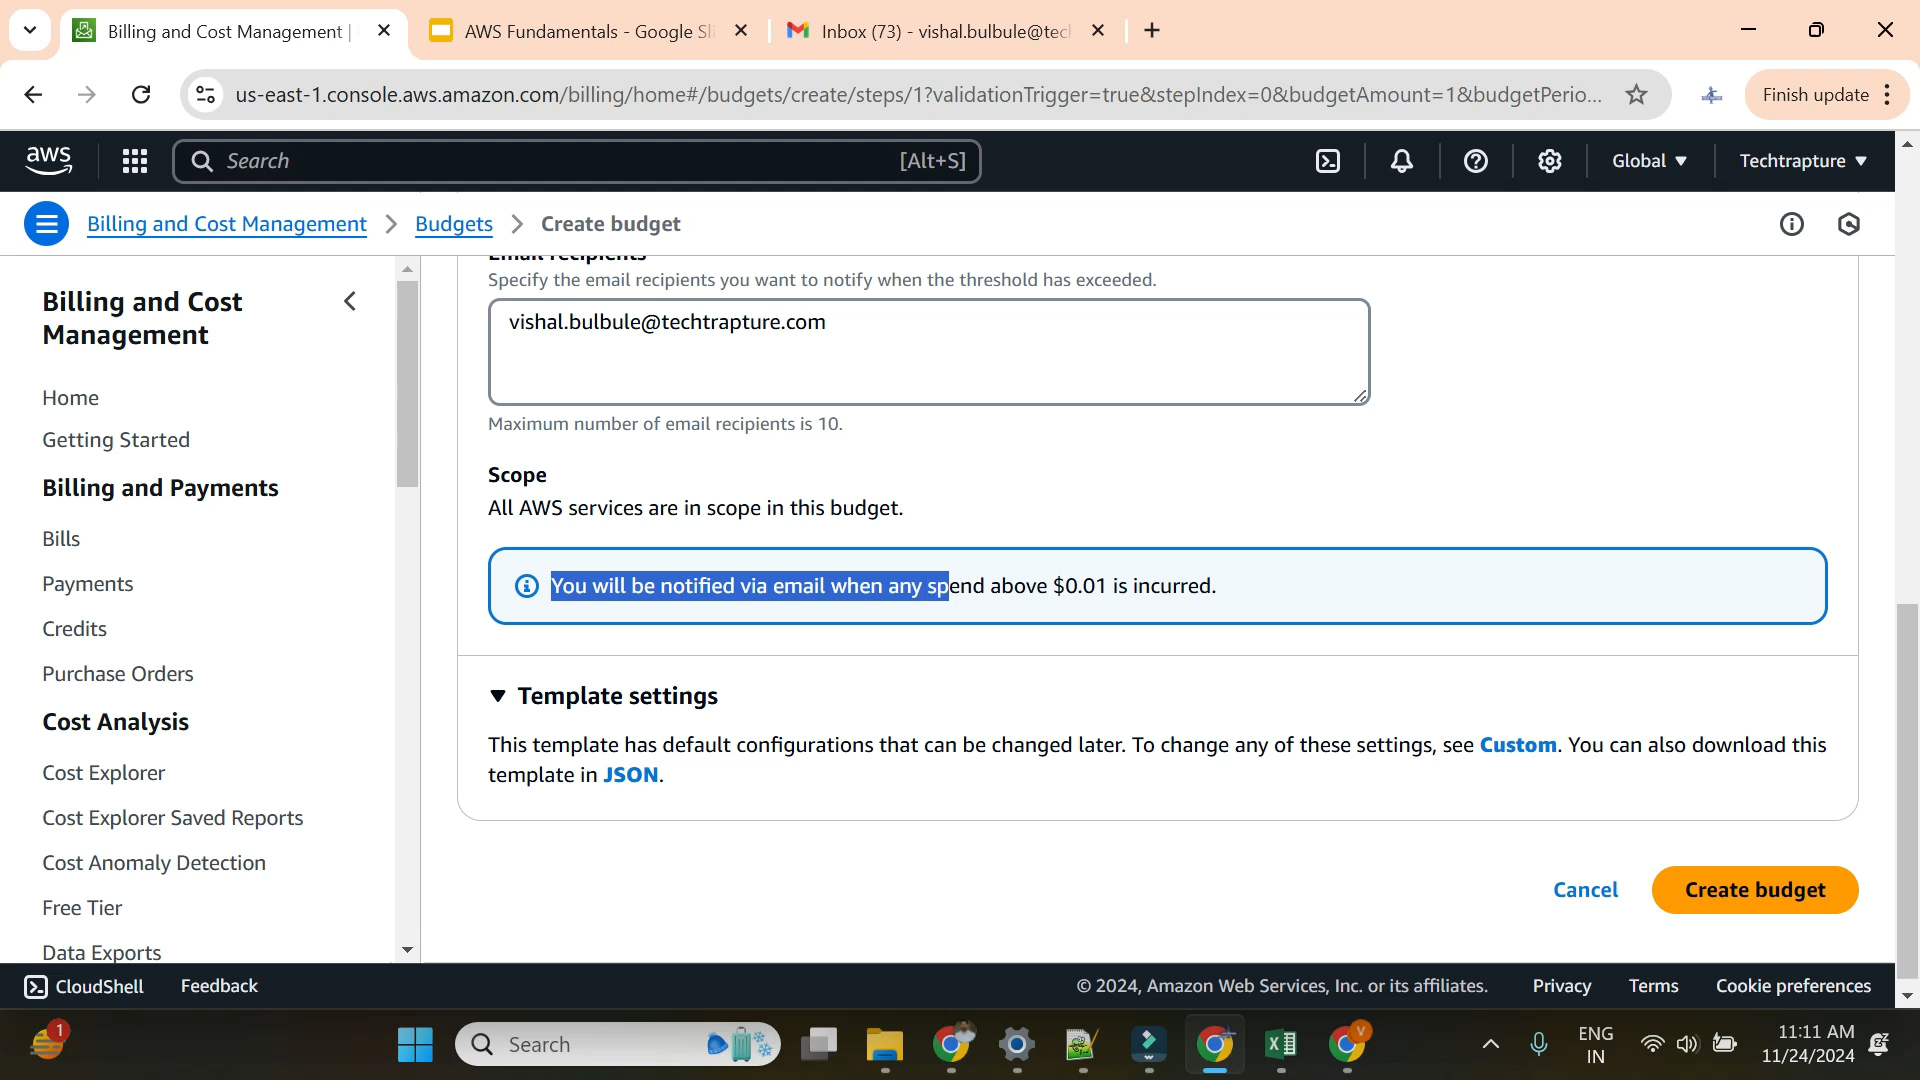 Billing and Cost Management |
AWS Fundamentals - Google Sli
Inbox (73) - vishal.bulbule@tech
us-east-1.console.aws.amazon.com/billing/home#/budgets/create/steps/1?validationTrigger=true&stepIndex=0&budgetAmount=1&budgetPerio...
Finish update
aws
Search
[Alt+S]
Global
Techtrapture
Billing and Cost Management
Budgets
Create budget
Billing and Cost
Management
Home
Getting Started
Billing and Payments
Bills
Payments
Credits
Purchase Orders
Cost Analysis
Cost Explorer
Cost Explorer Saved Reports
Cost Anomaly Detection
Free Tier
Data Exports
Email recipients
Specify the email recipients you want to notify when the threshold has exceeded.
vishal.bulbule@techtrapture.com
Maximum number of email recipients is 10.
Scope
All AWS services are in scope in this budget.
You will be notified via email when any spend above $0.01 is incurred.
Template settings
This template has default configurations that can be changed later. To change any of these settings, see Custom. You can also download this
template in JSON.
Cancel
Create budget
CloudShell
Feedback
© 2024, Amazon Web Services, Inc. or its affiliates.
Privacy
Terms
Cookie preferences
1
Search
V
ENG
IN
11:11 AM
11/24/2024